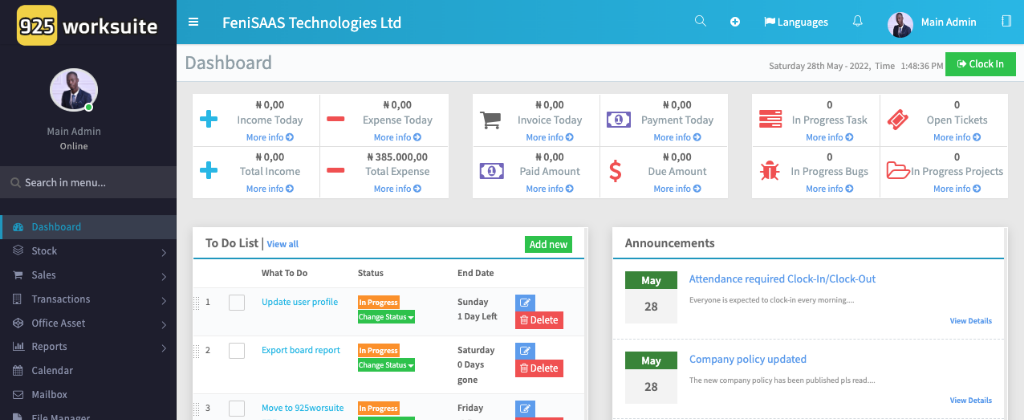 925 worksuite
FeniSAAS Technologies Ltd
Languages
Main Admin
Dashboard
Saturday 28th May - 2022, Time 1:48:36 PM
Clock In
Main Admin
Online
Search in menu...
Dashboard
Stock
Sales
Transactions
Office Asset
Reports
Calendar
Mailbox
File Manager
₦ 0,00
Income Today
More info
₦ 0,00
Expense Today
More info
₦ 0,00
Total Income
More info
₦ 385.000,00
Total Expense
More info
₦ 0,00
Invoice Today
More info
₦ 0,00
Payment Today
More info
₦ 0,00
Paid Amount
More info
₦ 0,00
Due Amount
More info
0
In Progress Task
More info
0
Open Tickets
More info
0
In Progress Bugs
More info
0
In Progress Projects
More info
To Do List | View all
Add new
What To Do Status End Date
1 Update user profile In Progress Sunday
Change Status 1 Day Left
Delete
2 Export board report In Progress Saturday
Change Status 0 Days
gone
Delete
3 Move to 925worsuite In Progress Friday
Announcements
May
28
Attendance required Clock-In/Clock-Out
Everyone is expected to clock-in every morning....
View Details
May
28
Company policy updated
The new company policy has been published pls read....
View Details